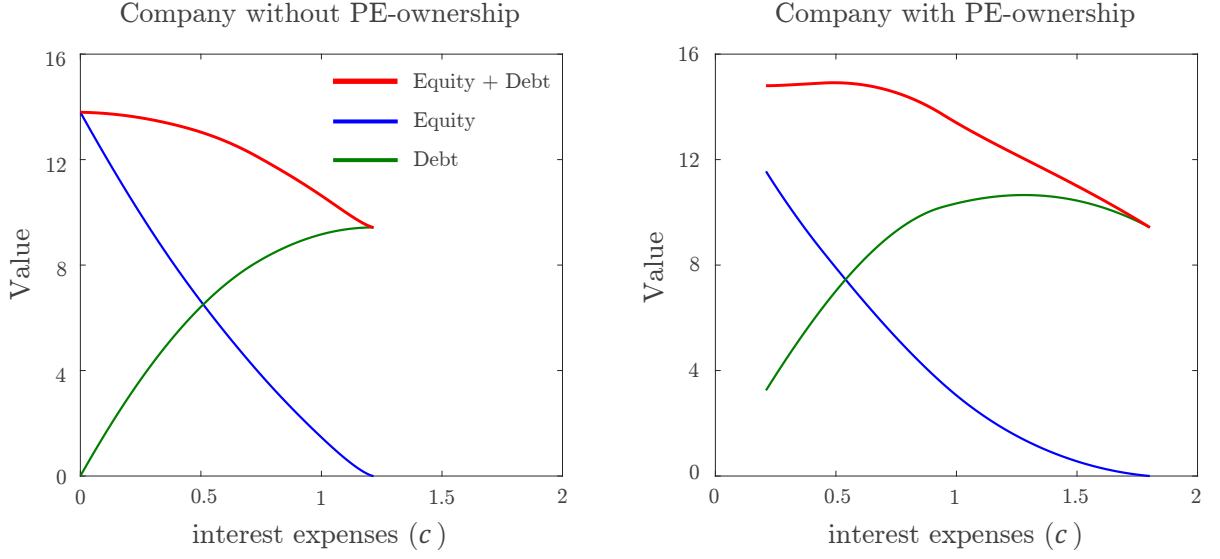 Company without PE-ownership
16
12
8
4
0
Value
0
0.5
1
1.5
2
interest expenses (c)
Equity + Debt
Equity
Debt
Company with PE-ownership
16
12
8
4
0
Value
0
0.5
1
1.5
2
interest expenses (c)